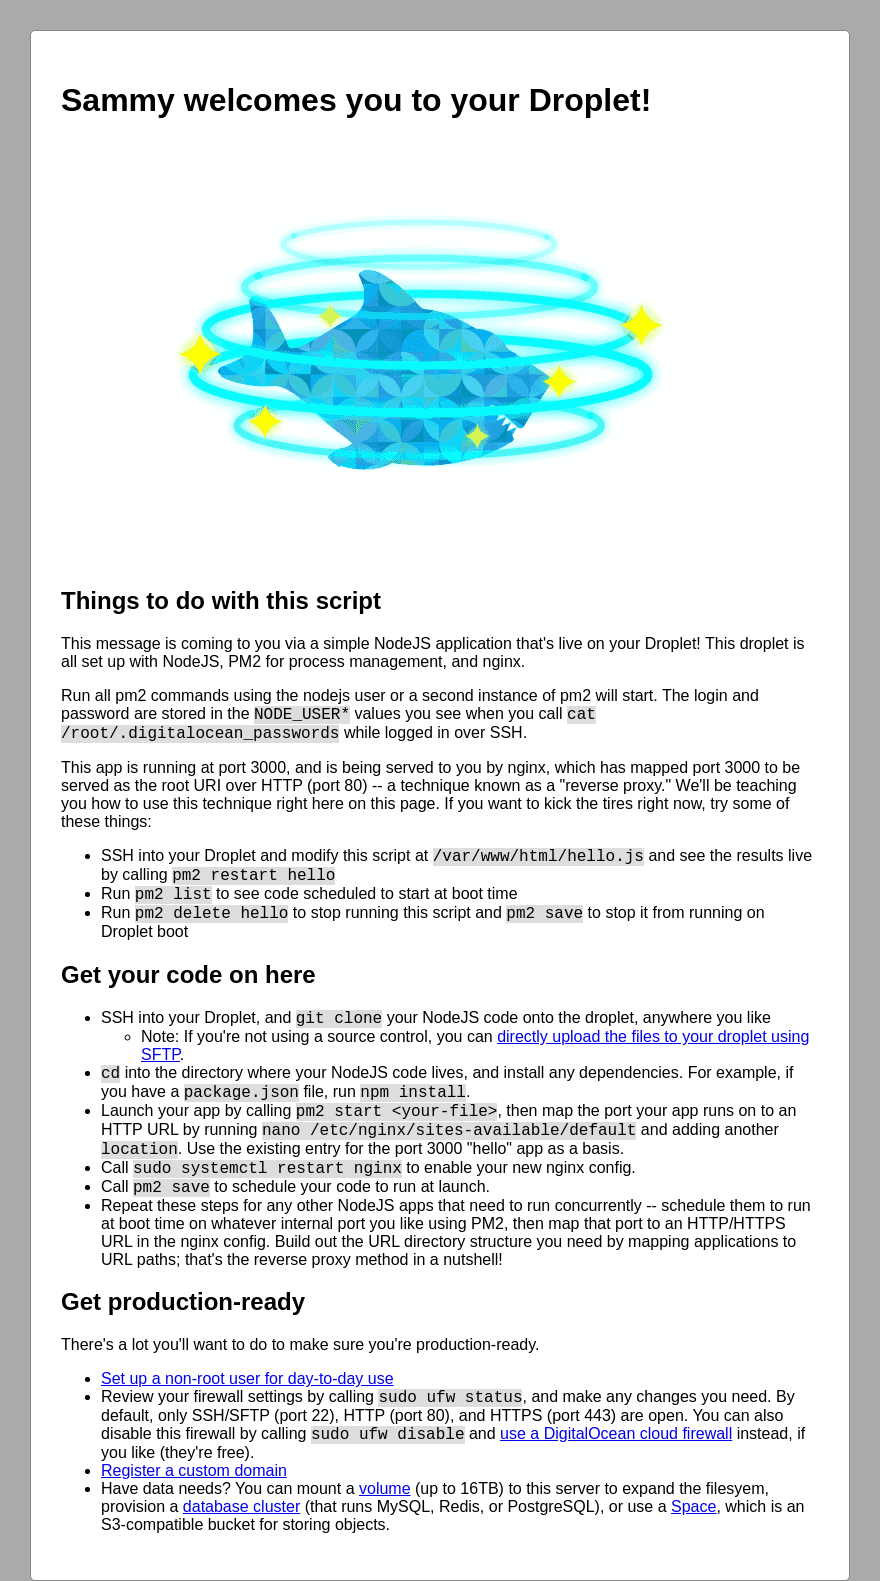 Sammy welcomes you to your Droplet!
Things to do with this script
This message is coming to you via a simple NodeJS application that's live on your Droplet! This droplet is
all set up with NodeJS, PM2 for process management, and nginx.
Run all pm2 commands using the nodejs user or a second instance of pm2 will start. The login and
password are stored in the NODE_USER* values you see when you call cat
/root/.digitalocean_passwords while logged in over SSH.
This app is running at port 3000, and is being served to you by nginx, which has mapped port 3000 to be
served as the root URI over HTTP (port 80) -- a technique known as a "reverse proxy." We'll be teaching
you how to use this technique right here on this page. If you want to kick the tires right now, try some of
these things:
• SSH into your Droplet and modify this script at /var/www/html/hello.js and see the results live
by calling pm2 restart hello
• Run pm2 list to see code scheduled to start at boot time
• Run pm2 delete hello to stop running this script and pm2 save to stop it from running on
Droplet boot
Get your code on here
• SSH into your Droplet, and git clone your NodeJS code onto the droplet, anywhere you like
◦ Note: If you're not using a source control, you can directly upload the files to your droplet using
SFTP.
• cd into the directory where your NodeJS code lives, and install any dependencies. For example, if
you have a package.json file, run npm install.
• Launch your app by calling pm2 start <your-file>, then map the port your app runs on to an
HTTP URL by running nano /etc/nginx/sites-available/default and adding another
location. Use the existing entry for the port 3000 "hello" app as a basis.
• Call sudo systemctl restart nginx to enable your new nginx config.
• Call pm2 save to schedule your code to run at launch.
• Repeat these steps for any other NodeJS apps that need to run concurrently -- schedule them to run
at boot time on whatever internal port you like using PM2, then map that port to an HTTP/HTTPS
URL in the nginx config. Build out the URL directory structure you need by mapping applications to
URL paths; that's the reverse proxy method in a nutshell!
Get production-ready
There's a lot you'll want to do to make sure you're production-ready.
• Set up a non-root user for day-to-day use
• Review your firewall settings by calling sudo ufw status, and make any changes you need. By
default, only SSH/SFTP (port 22), HTTP (port 80), and HTTPS (port 443) are open. You can also
disable this firewall by calling sudo ufw disable and use a DigitalOcean cloud firewall instead, if
you like (they're free).
• Register a custom domain
• Have data needs? You can mount a volume (up to 16TB) to this server to expand the filesyem,
provision a database cluster (that runs MySQL, Redis, or PostgreSQL), or use a Space, which is an
S3-compatible bucket for storing objects.